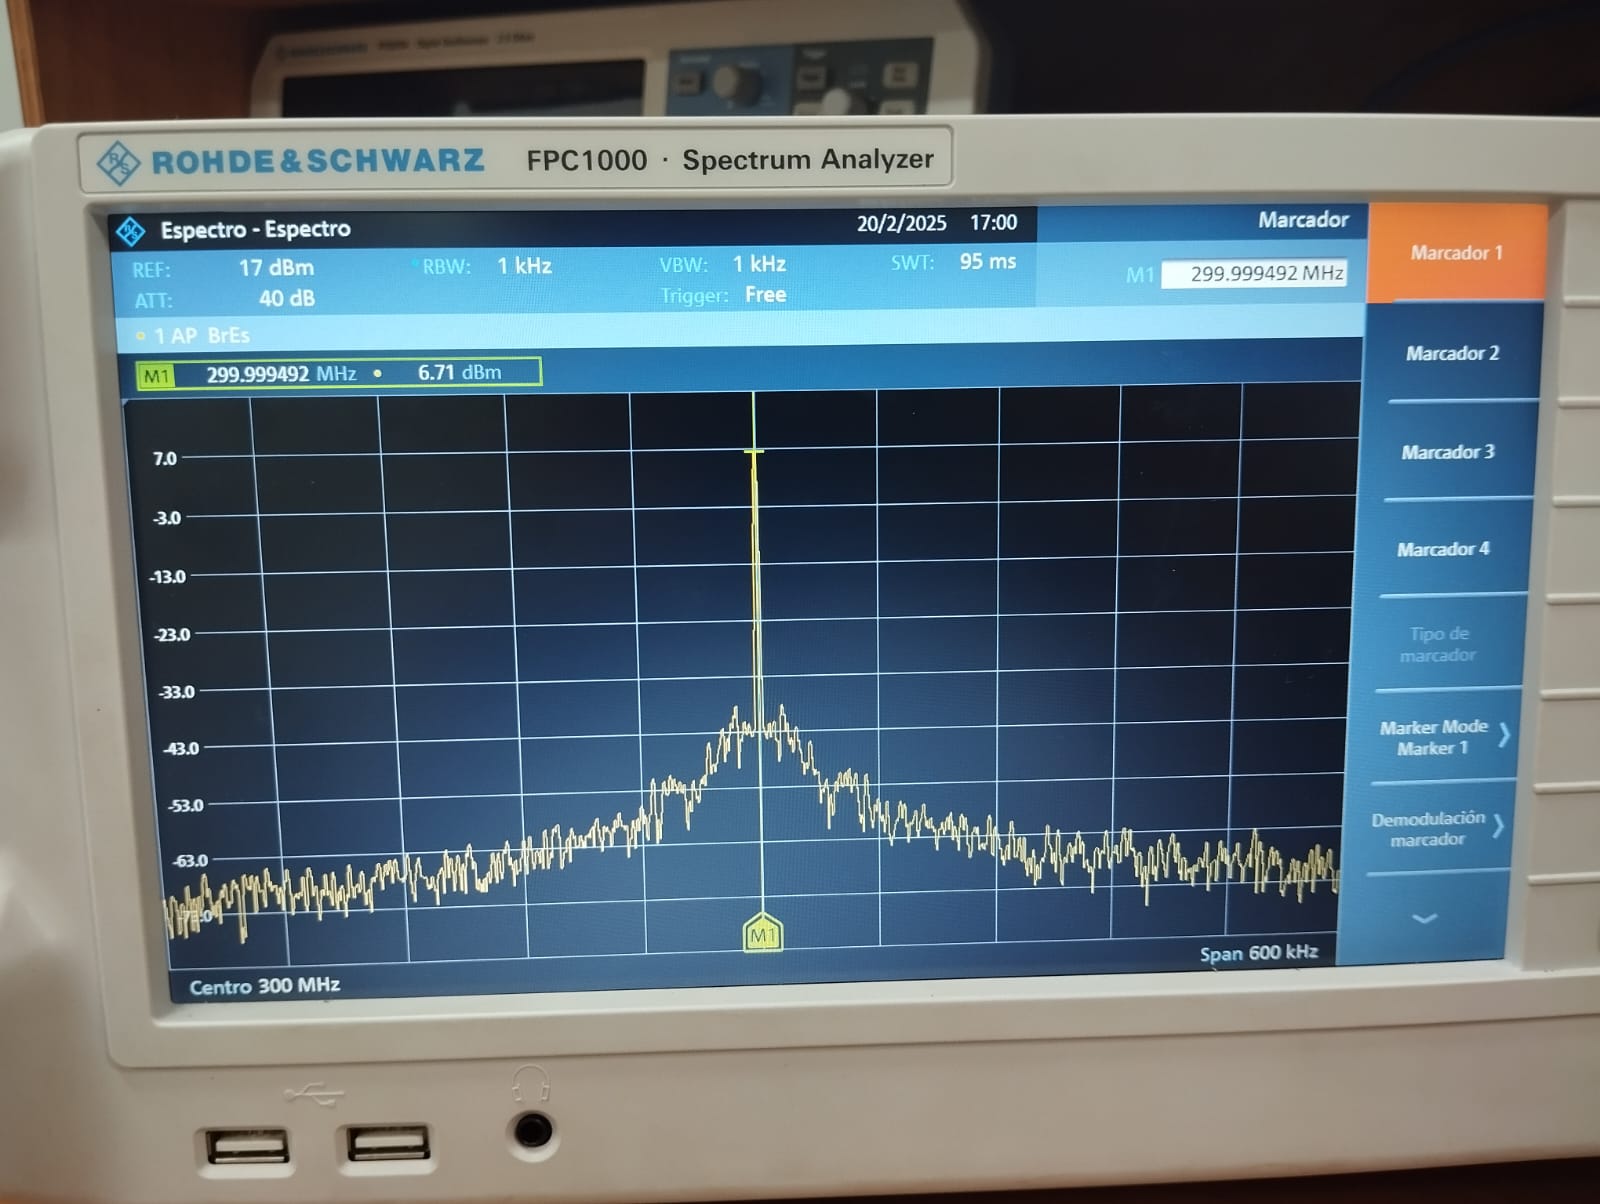 ROHDE & SCHWARZ FPC1000 · Spectrum Analyzer
Espectro - Espectro 20/2/2025 17:00 Marcador
REF: 17 dBm RBW: 1 kHz VBW: 1 kHz SWT: 95 ms M1 299.999492 MHz
ATT: 40 dB Trigger: Free
1 AP BrEs
M1 299.999492 MHz 6.71 dBm
7.0
-3.0
-13.0
-23.0
-33.0
-43.0
-53.0
-63.0
M1
Centro 300 MHz Span 600 kHz
Marcador 1
Marcador 2
Marcador 3
Marcador 4
Tipo de
marcador
Marker Mode
Marker 1
Demodulación
marcador